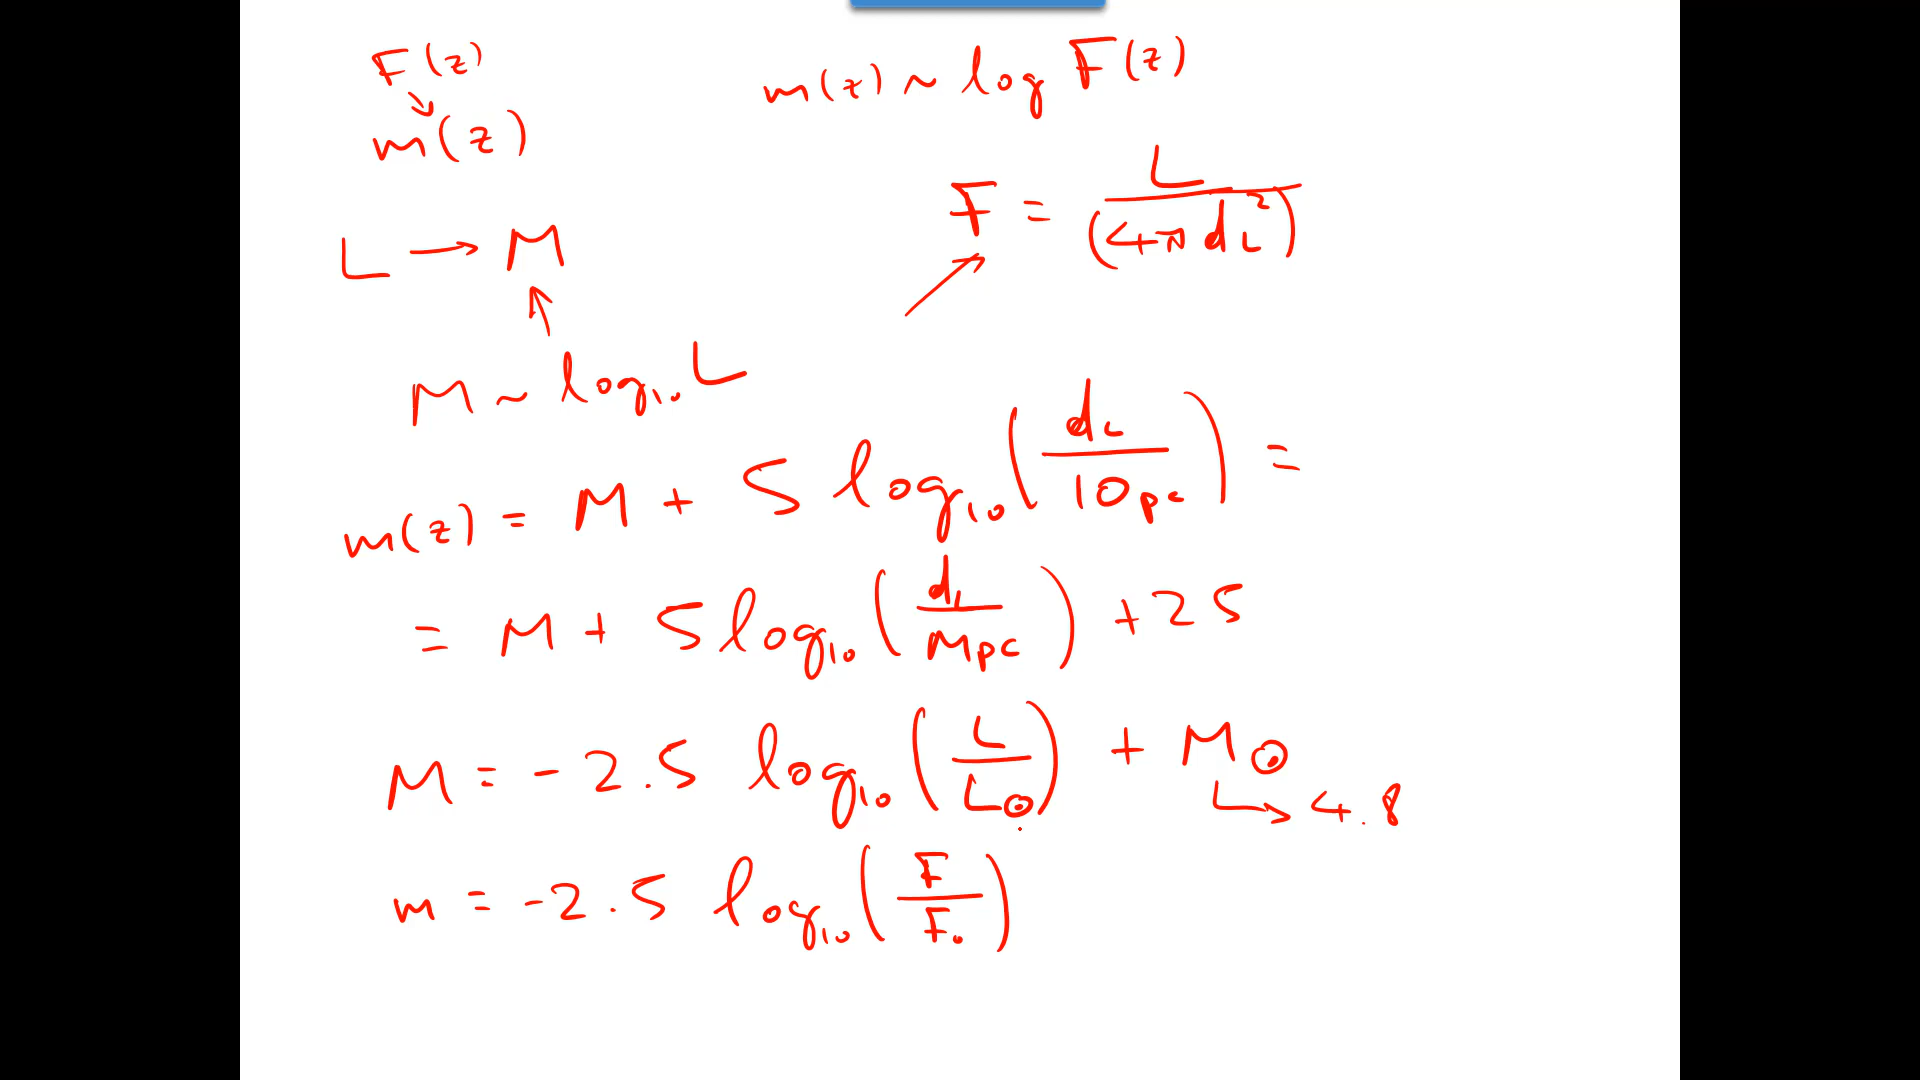 F(z)
m(z) ~ log F(z)
m(z)
F = L / (4π d_L²)
L → M
M ~ log₁₀ L
m(z) = M + 5 log₁₀ (d_L / 10pc) =
= M + 5 log₁₀ (d_L / Mpc) + 25
M = -2.5 log₁₀ (L / L⊙) + M⊙
↳ 4.8
m = -2.5 log₁₀ (F / F₀)